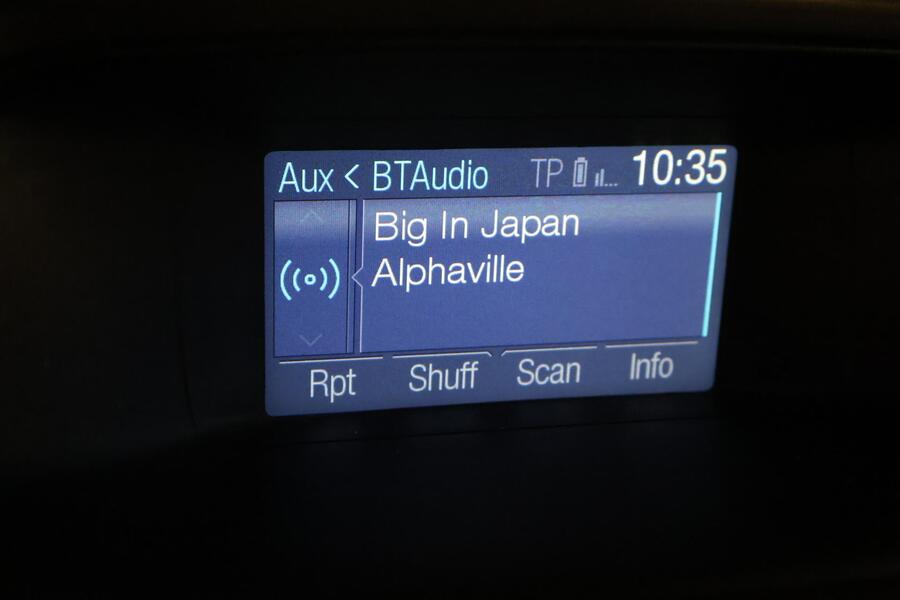 Aux < BTAudio TP 10:35
Big In Japan
Alphaville
Rpt Shuff Scan Info